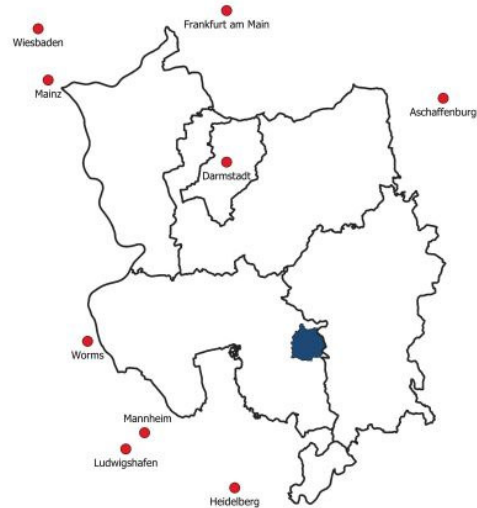 Frankfurt am Main
Wiesbaden
Mainz
Aschaffenburg
Darmstadt
Worms
Mannheim
Ludwigshafen
Heidelberg